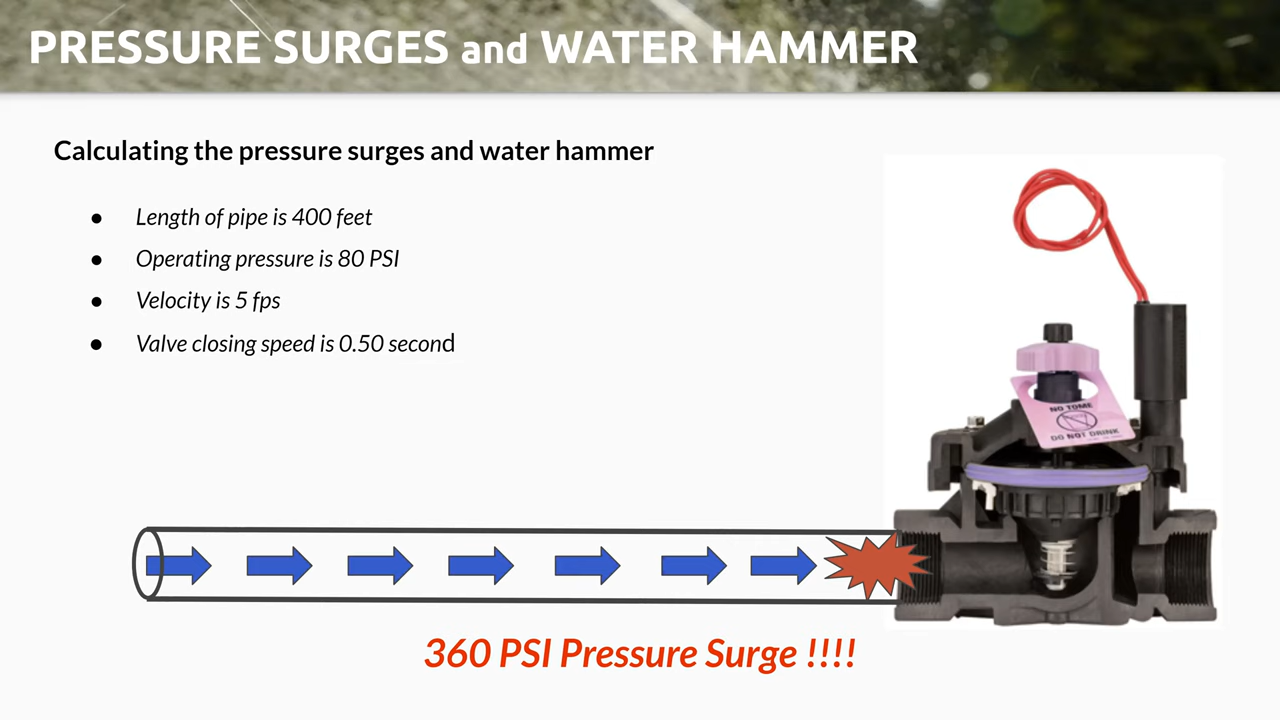 PRESSURE SURGES and WATER HAMMER
Calculating the pressure surges and water hammer
● Length of pipe is 400 feet
● Operating pressure is 80 PSI
● Velocity is 5 fps
● Valve closing speed is 0.50 second
NO TOME
DO NOT DRINK
360 PSI Pressure Surge !!!!